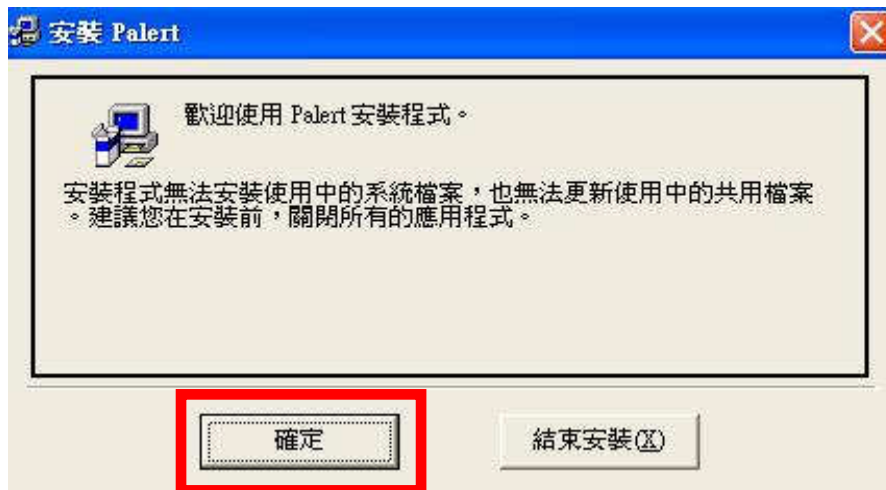 安裝 Palert
歡迎使用 Palert 安裝程式。
安裝程式無法安裝使用中的系統檔案，也無法更新使用中的共用檔案
。建議您在安裝前，關閉所有的應用程式。
確定
結束安裝(X)